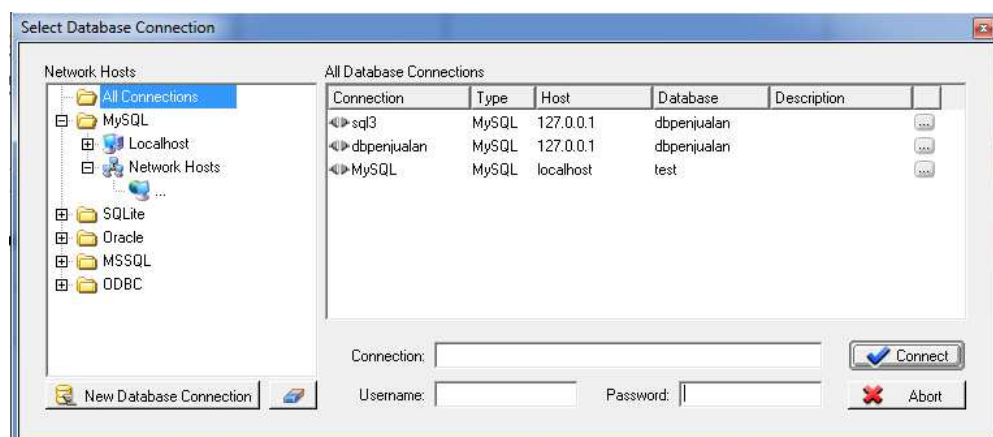 Select Database Connection
Network Hosts
All Connections
MySQL
Localhost
Network Hosts
...
SQLite
Oracle
MSSQL
ODBC
New Database Connection
All Database Connections
Connection Type Host Database Description
sql3 MySQL 127.0.0.1 dbpenjualan ...
dbpenjualan MySQL 127.0.0.1 dbpenjualan ...
MySQL MySQL localhost test ...
Connection:
Connect
Username: Password:
Abort